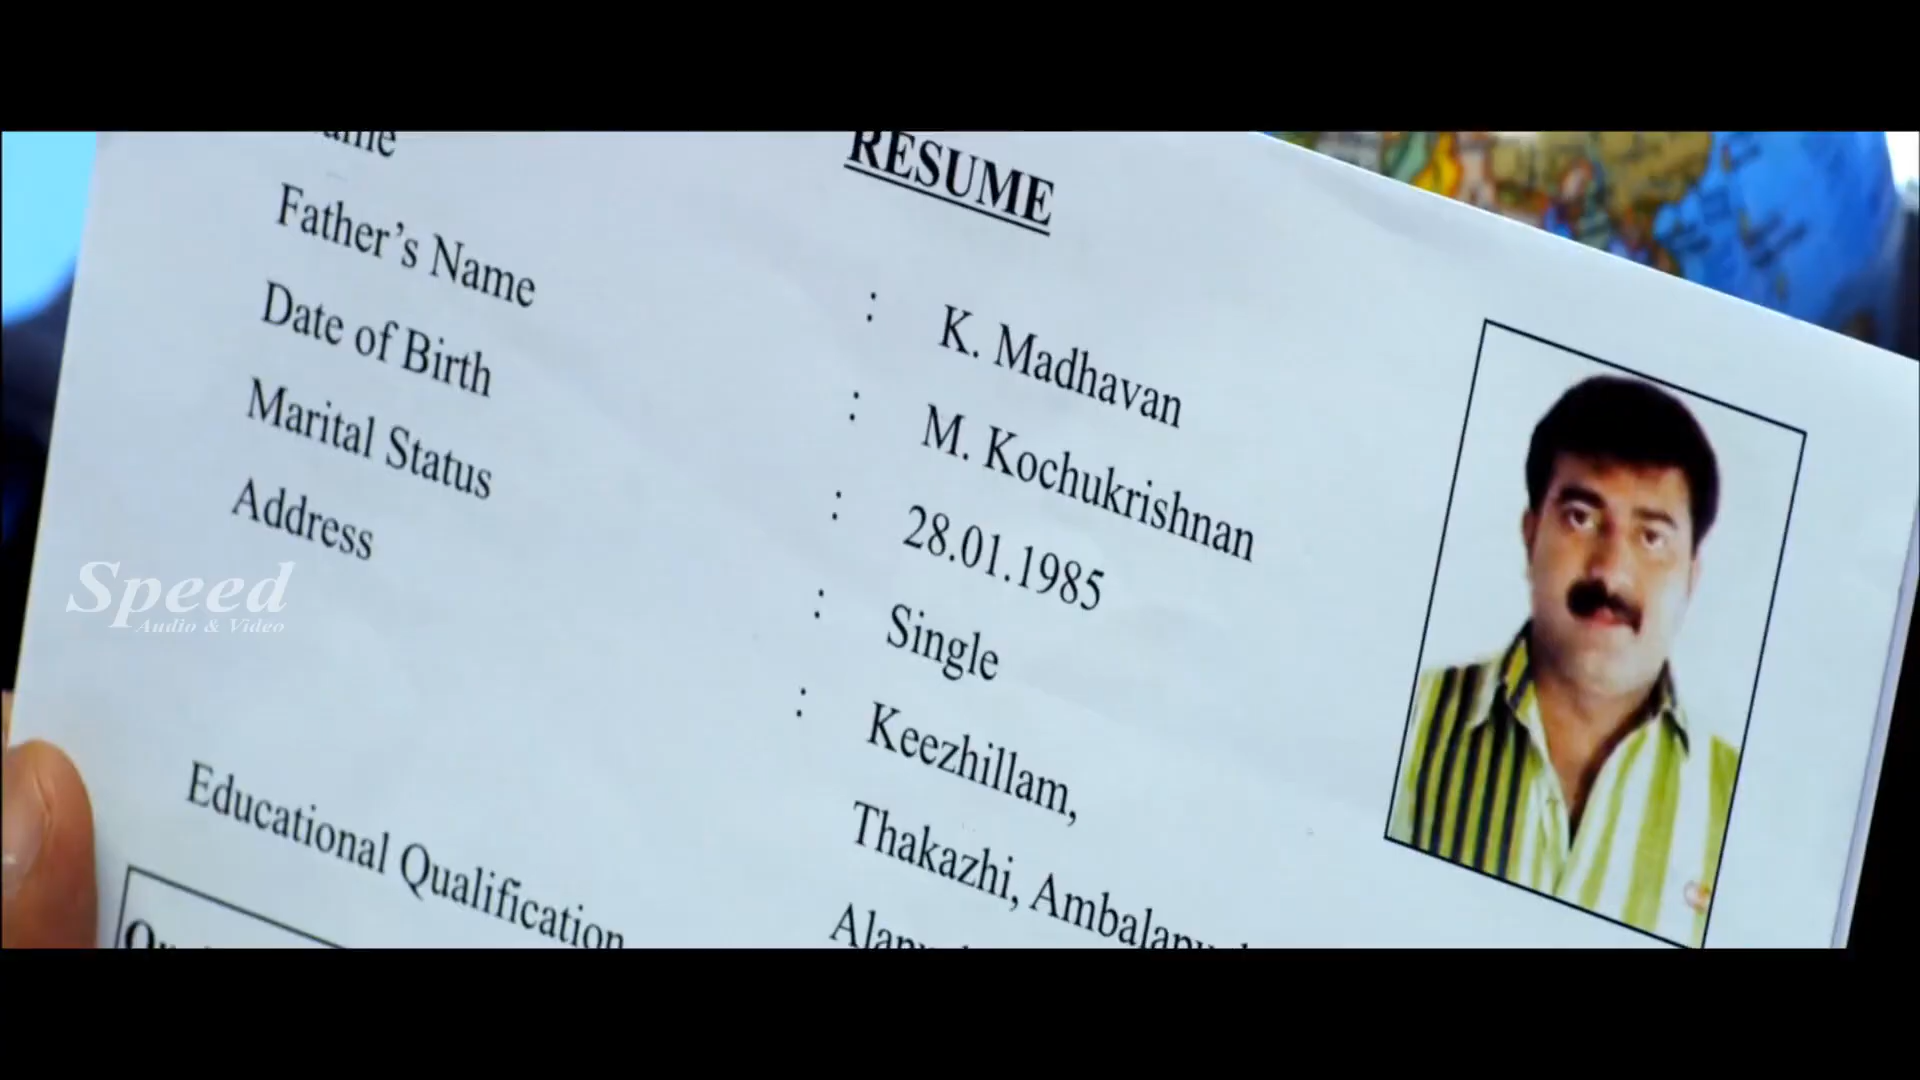 RESUME
Father's Name : K. Madhavan
Date of Birth : M. Kochukrishnan
Marital Status : 28.01.1985
Address : Single
: Keezhillam,
Thakazhi,
Educational Qualification
Speed
Audio & Video